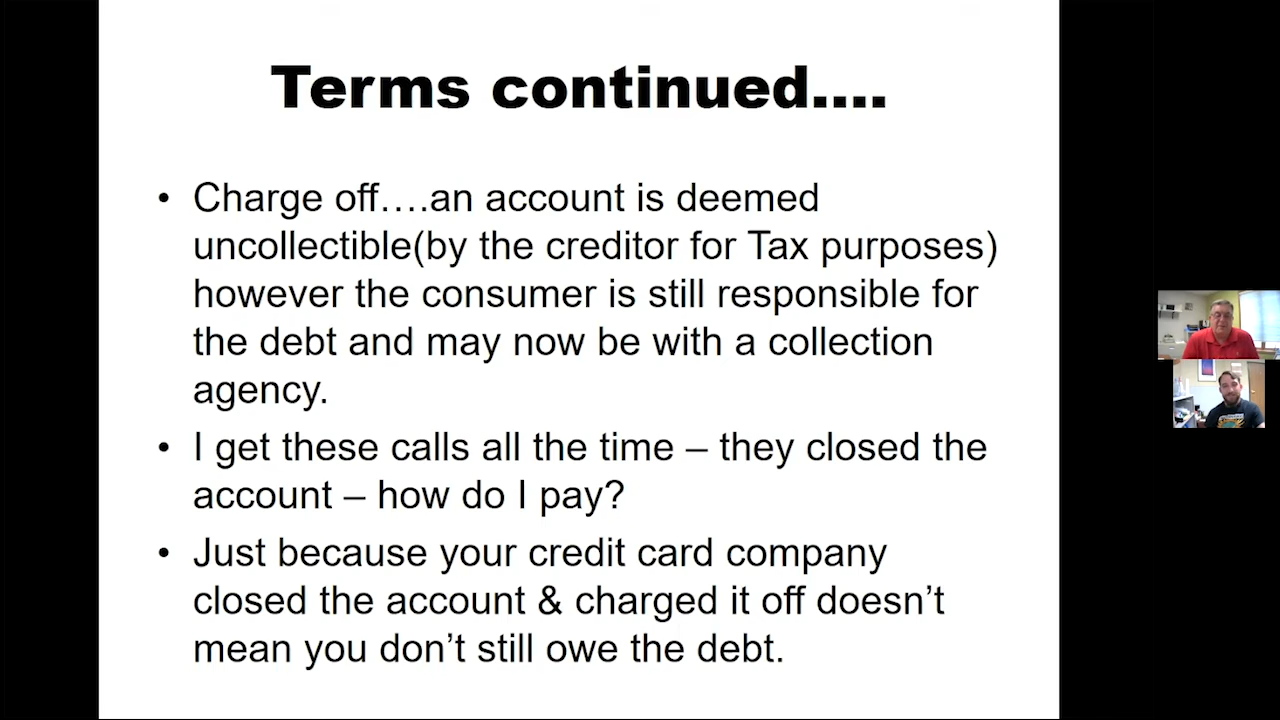 Terms continued....
• Charge off….an account is deemed
uncollectible(by the creditor for Tax purposes)
however the consumer is still responsible for
the debt and may now be with a collection
agency.
• I get these calls all the time – they closed the
account – how do I pay?
• Just because your credit card company
closed the account & charged it off doesn’t
mean you don’t still owe the debt.